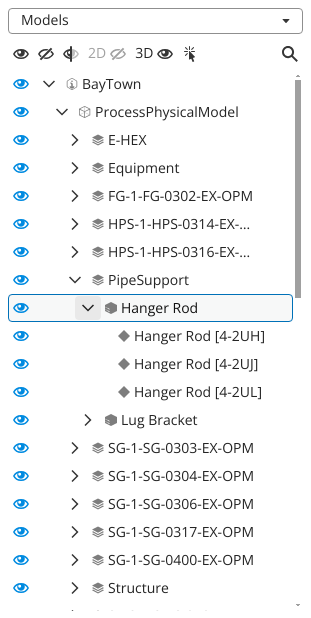 Models
2D 3D
BayTown
ProcessPhysicalModel
E-HEX
Equipment
FG-1-FG-0302-EX-OPM
HPS-1-HPS-0314-EX-...
HPS-1-HPS-0316-EX-...
PipeSupport
Hanger Rod
Hanger Rod [4-2UH]
Hanger Rod [4-2UJ]
Hanger Rod [4-2UL]
Lug Bracket
SG-1-SG-0303-EX-OPM
SG-1-SG-0304-EX-OPM
SG-1-SG-0306-EX-OPM
SG-1-SG-0317-EX-OPM
SG-1-SG-0400-EX-OPM
Structure